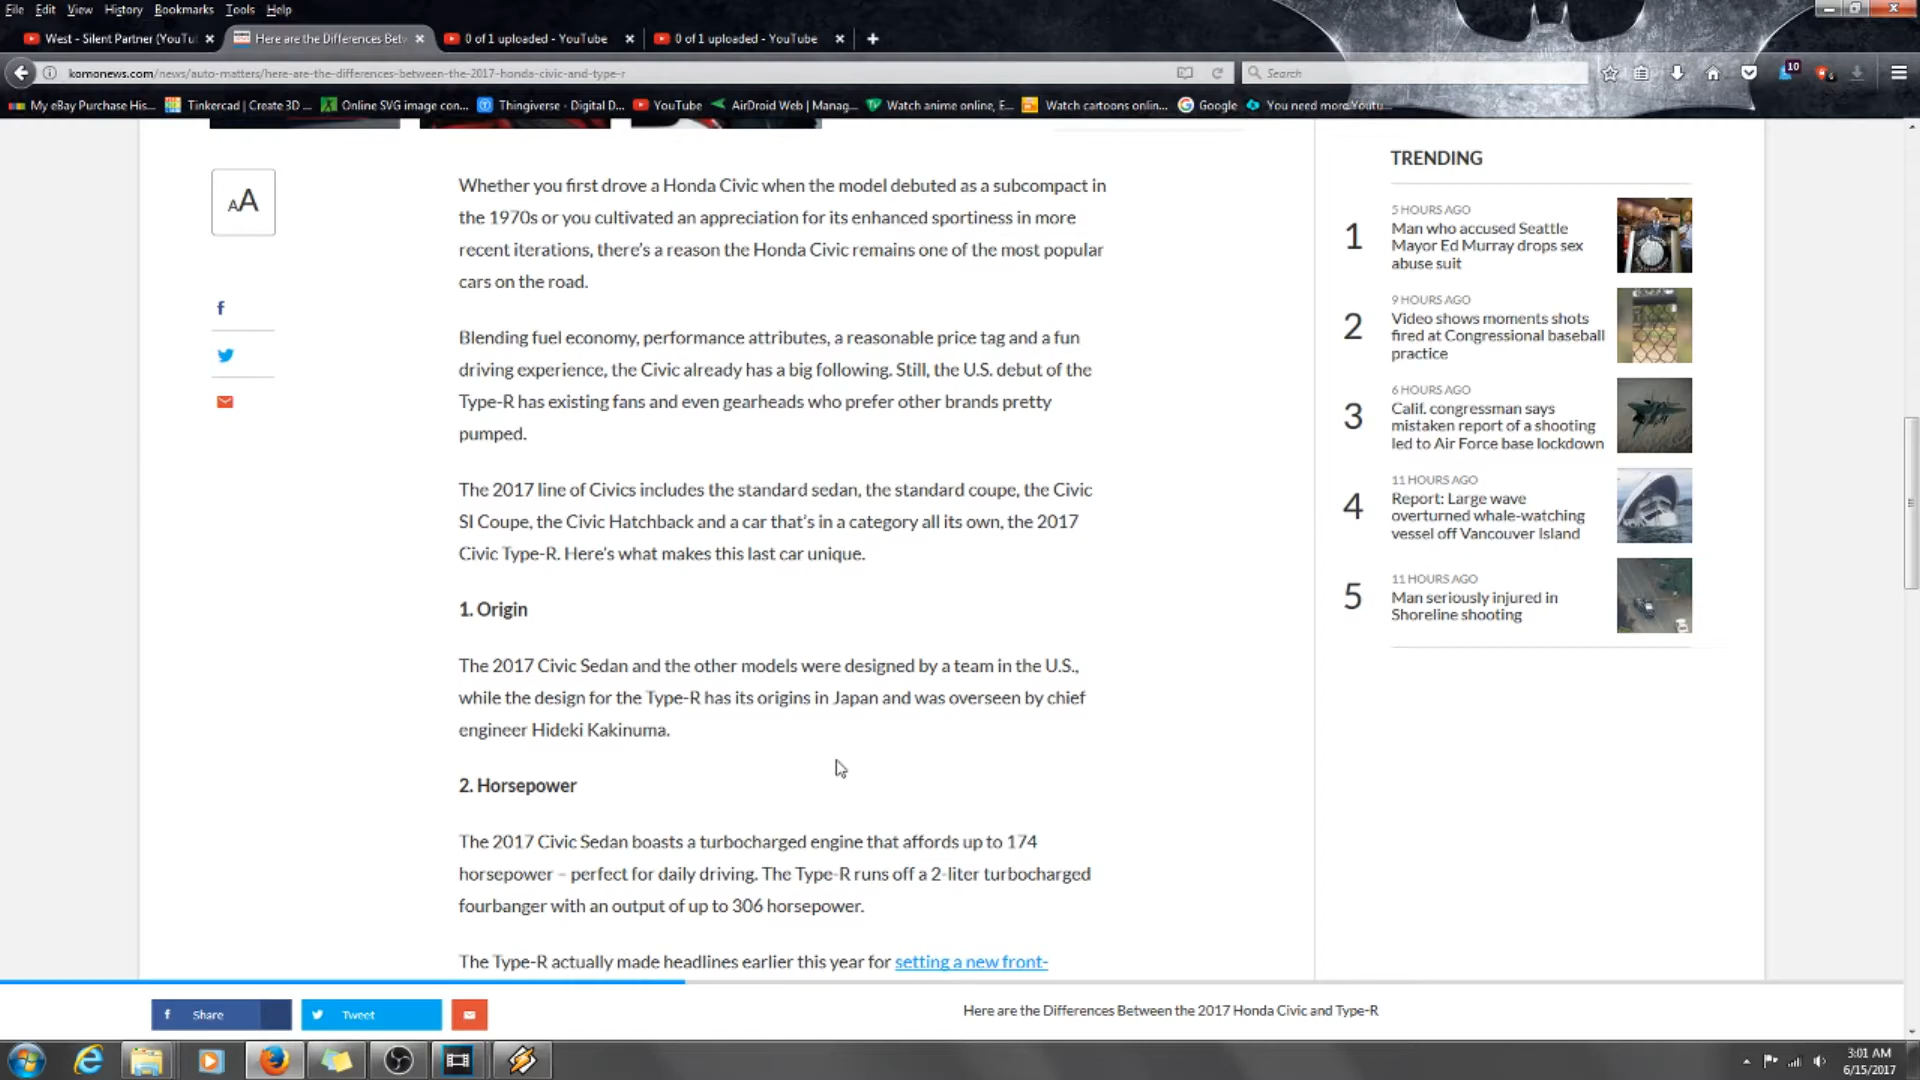 File Edit View History Bookmarks Tools Help
West - Silent Partner (YouTu
Here are the Differences Bet
0 of 1 uploaded - YouTube
0 of 1 uploaded - YouTube
komonews.com/news/auto-matters/here-are-the-differences-between-the-2017-honda-civic-and-type-r
Search
10
My eBay Purchase His...
Tinkercad | Create 3D ...
Online SVG image con...
Thingiverse - Digital D...
YouTube
AirDroid Web | Manag...
Watch anime online, E...
Watch cartoons onlin...
Google
You need more Youtu...
AA
Whether you first drove a Honda Civic when the model debuted as a subcompact in
the 1970s or you cultivated an appreciation for its enhanced sportiness in more
recent iterations, there's a reason the Honda Civic remains one of the most popular
cars on the road.
Blending fuel economy, performance attributes, a reasonable price tag and a fun
driving experience, the Civic already has a big following. Still, the U.S. debut of the
Type-R has existing fans and even gearheads who prefer other brands pretty
pumped.
The 2017 line of Civics includes the standard sedan, the standard coupe, the Civic
SI Coupe, the Civic Hatchback and a car that's in a category all its own, the 2017
Civic Type-R. Here's what makes this last car unique.
1. Origin
The 2017 Civic Sedan and the other models were designed by a team in the U.S.,
while the design for the Type-R has its origins in Japan and was overseen by chief
engineer Hideki Kakinuma.
2. Horsepower
The 2017 Civic Sedan boasts a turbocharged engine that affords up to 174
horsepower – perfect for daily driving. The Type-R runs off a 2-liter turbocharged
fourbanger with an output of up to 306 horsepower.
The Type-R actually made headlines earlier this year for setting a new front-
TRENDING
1
5 HOURS AGO
Man who accused Seattle
Mayor Ed Murray drops sex
abuse suit
2
9 HOURS AGO
Video shows moments shots
fired at Congressional baseball
practice
3
6 HOURS AGO
Calif. congressman says
mistaken report of a shooting
led to Air Force base lockdown
4
11 HOURS AGO
Report: Large wave
overturned whale-watching
vessel off Vancouver Island
5
11 HOURS AGO
Man seriously injured in
Shoreline shooting
Share
Tweet
Here are the Differences Between the 2017 Honda Civic and Type-R
3:01 AM
6/15/2017